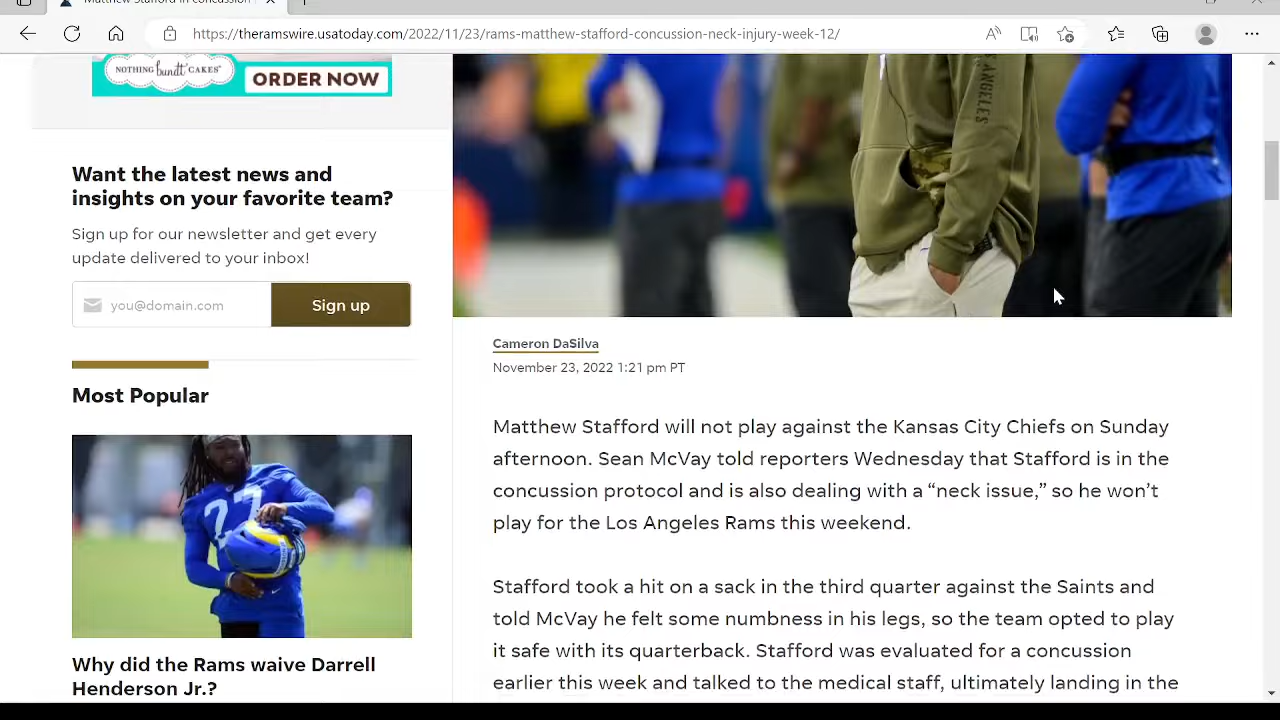 Matthew Stafford in concussion
https://theramswire.usatoday.com/2022/11/23/rams-matthew-stafford-concussion-neck-injury-week-12/
NOTHING bundt CAKES
ORDER NOW
ANGELES
Want the latest news and
insights on your favorite team?
Sign up for our newsletter and get every
update delivered to your inbox!
you@domain.com
Sign up
Most Popular
27
Why did the Rams waive Darrell
Henderson Jr.?
Cameron DaSilva
November 23, 2022 1:21 pm PT
Matthew Stafford will not play against the Kansas City Chiefs on Sunday
afternoon. Sean McVay told reporters Wednesday that Stafford is in the
concussion protocol and is also dealing with a “neck issue,” so he won’t
play for the Los Angeles Rams this weekend.
Stafford took a hit on a sack in the third quarter against the Saints and
told McVay he felt some numbness in his legs, so the team opted to play
it safe with its quarterback. Stafford was evaluated for a concussion
earlier this week and talked to the medical staff, ultimately landing in the